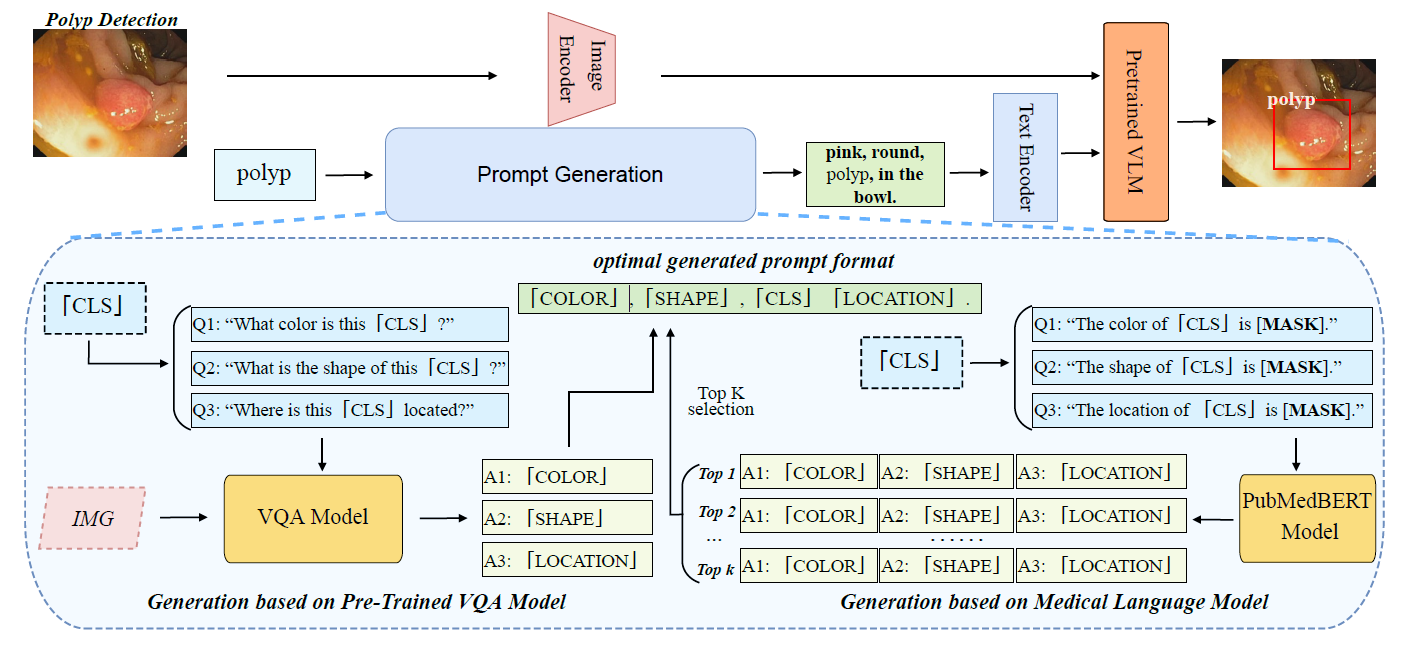 Polyp Detection
Image
Encoder
Pretrained VLM
polyp
polyp
Prompt Generation
pink, round,
polyp, in the
bowl.
Text Encoder
optimal generated prompt format
⌈CLS⌋
⌈COLOR⌋ , ⌈SHAPE⌋ , ⌈CLS⌋ ⌈LOCATION⌋ .
Q1: “What color is this ⌈CLS⌋ ?”
Q2: “What is the shape of this ⌈CLS⌋ ?”
Q3: “Where is this ⌈CLS⌋ located?”
⌈CLS⌋
Q1: “The color of ⌈CLS⌋ is [MASK].”
Q2: “The shape of ⌈CLS⌋ is [MASK].”
Q3: “The location of ⌈CLS⌋ is [MASK].”
Top K
selection
IMG
VQA Model
A1: ⌈COLOR⌋
A2: ⌈SHAPE⌋
A3: ⌈LOCATION⌋
Top 1 A1: ⌈COLOR⌋ A2: ⌈SHAPE⌋ A3: ⌈LOCATION⌋
Top 2 A1: ⌈COLOR⌋ A2: ⌈SHAPE⌋ A3: ⌈LOCATION⌋
... ......
Top k A1: ⌈COLOR⌋ A2: ⌈SHAPE⌋ A3: ⌈LOCATION⌋
PubMedBERT
Model
Generation based on Pre-Trained VQA Model
Generation based on Medical Language Model